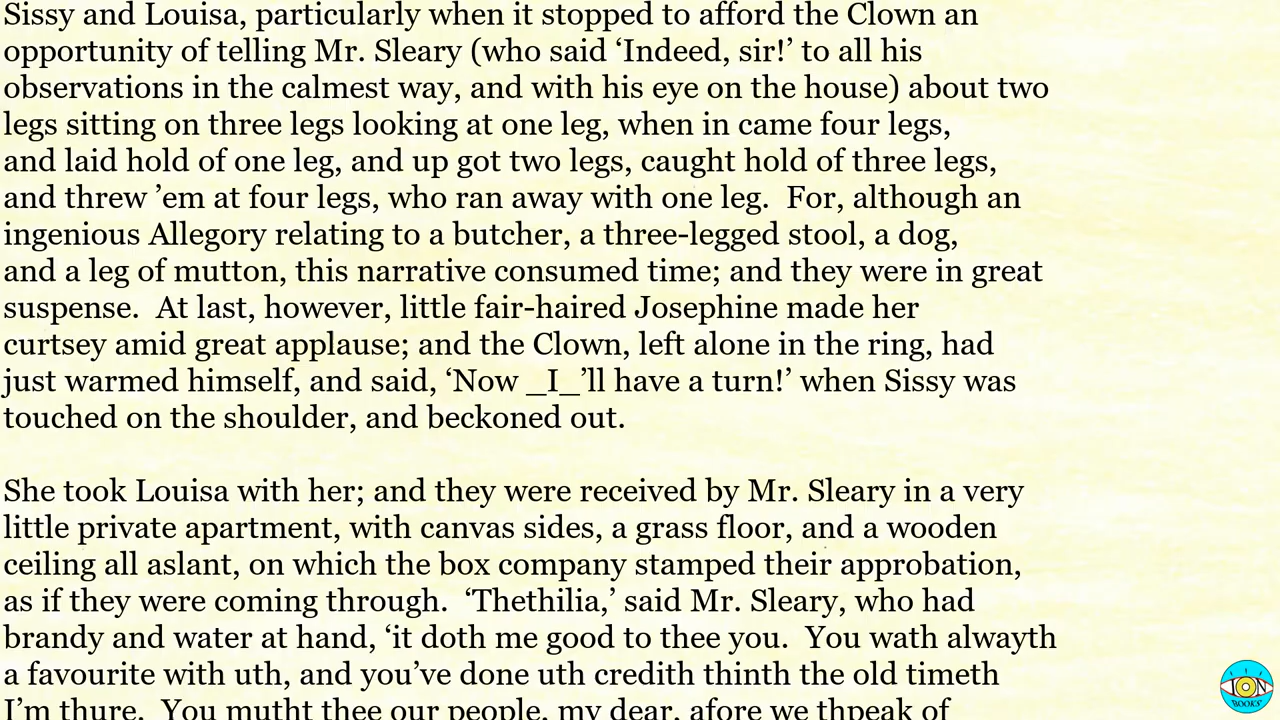 Sissy and Louisa, particularly when it stopped to afford the Clown an
opportunity of telling Mr. Sleary (who said ‘Indeed, sir!’ to all his
observations in the calmest way, and with his eye on the house) about two
legs sitting on three legs looking at one leg, when in came four legs,
and laid hold of one leg, and up got two legs, caught hold of three legs,
and threw ’em at four legs, who ran away with one leg.  For, although an
ingenious Allegory relating to a butcher, a three-legged stool, a dog,
and a leg of mutton, this narrative consumed time; and they were in great
suspense.  At last, however, little fair-haired Josephine made her
curtsey amid great applause; and the Clown, left alone in the ring, had
just warmed himself, and said, ‘Now _I_’ll have a turn!’ when Sissy was
touched on the shoulder, and beckoned out.
She took Louisa with her; and they were received by Mr. Sleary in a very
little private apartment, with canvas sides, a grass floor, and a wooden
ceiling all aslant, on which the box company stamped their approbation,
as if they were coming through.  ‘Thethilia,’ said Mr. Sleary, who had
brandy and water at hand, ‘it doth me good to thee you.  You wath alwayth
a favourite with uth, and you’ve done uth credith thinth the old timeth
I’m thure.  You mutht thee our people, my dear, afore we thpeak of
ION
BOOKS